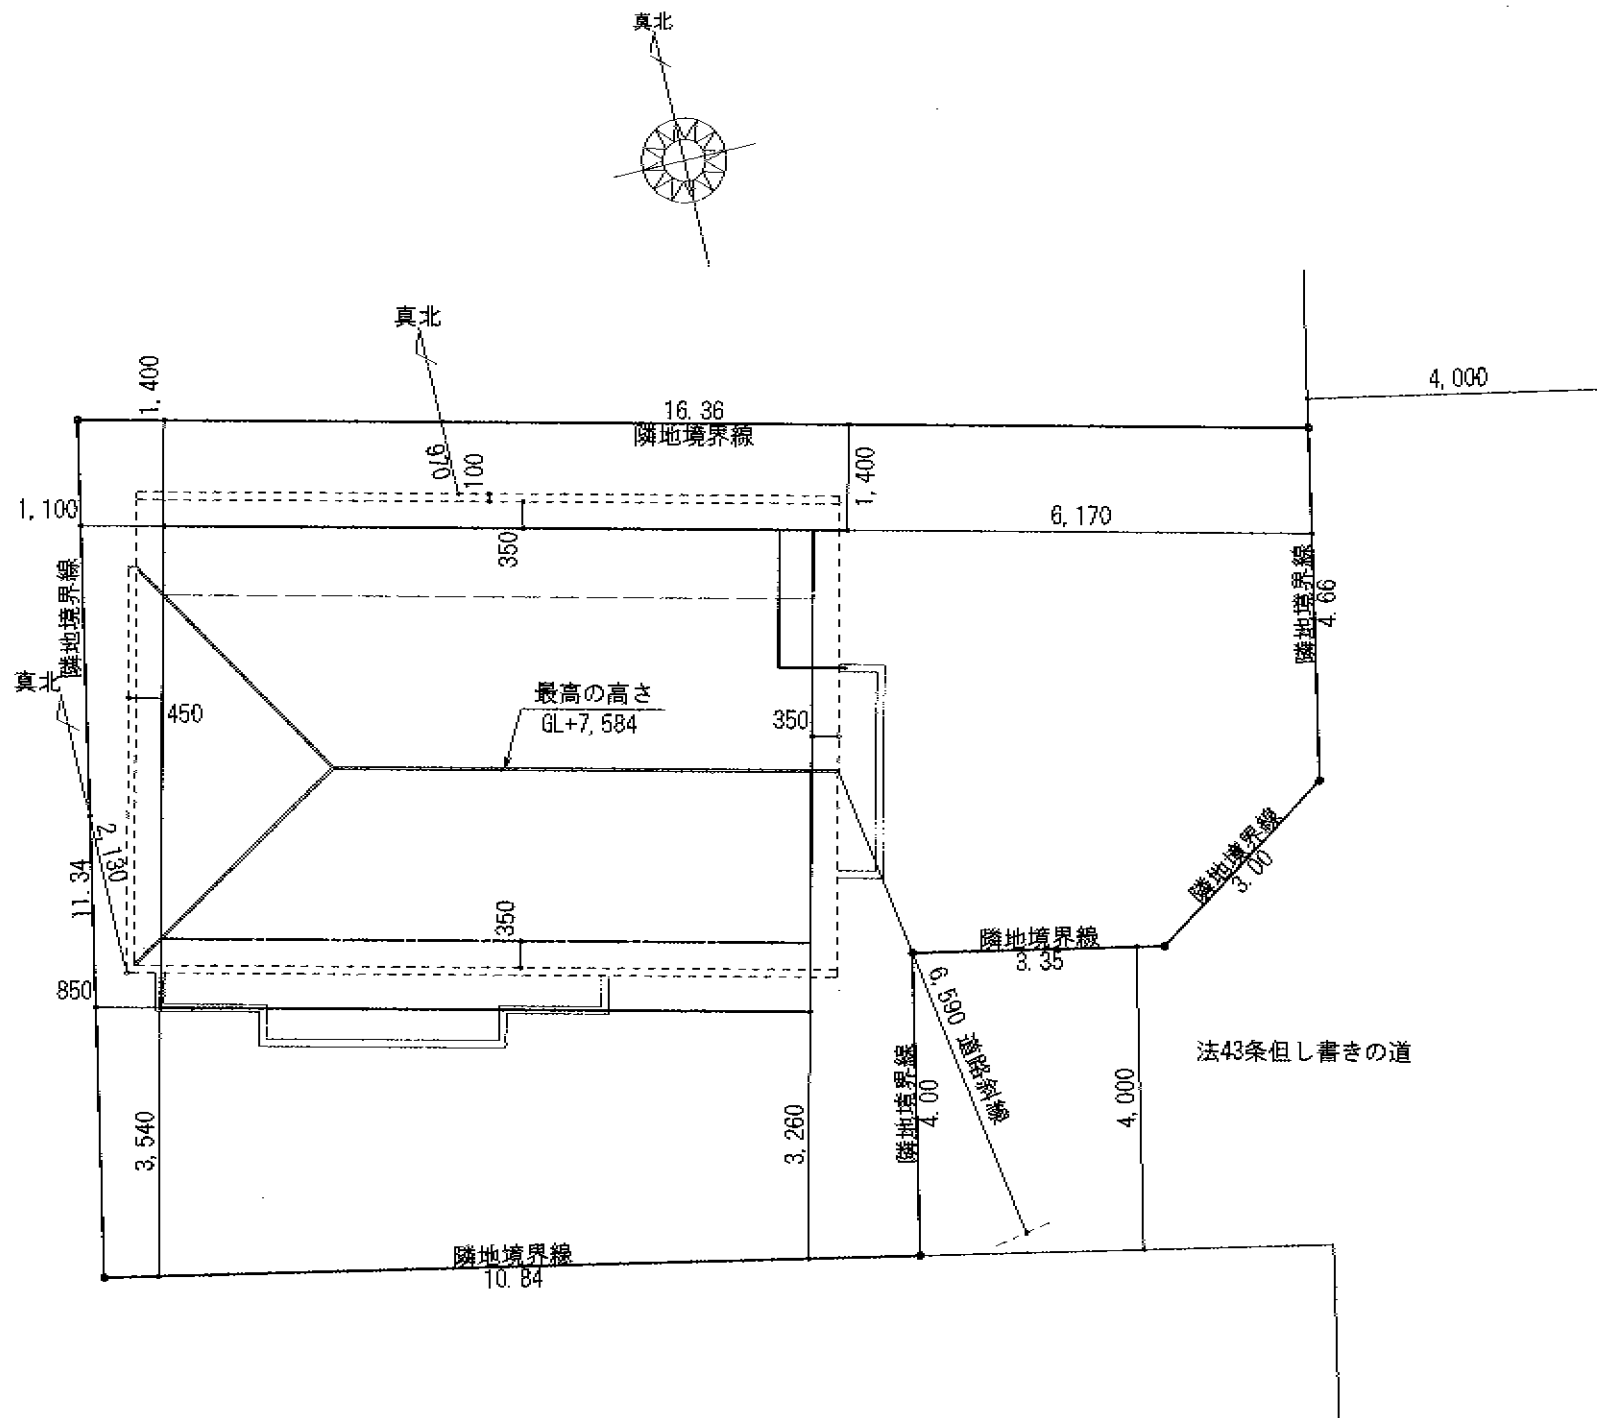 真北
真北
1,400
4,000
16.36
隣地境界線
970
100
1,400
1,100
350
6,170
隣地境界線
隣地境界線
4.66
真北
450
最高の高さ
GL+7,584
350
2,130
11.34
隣地境界線
3.00
350
隣地境界線
3.35
850
6,590 道路斜線
隣地境界線
4.00
4,000
法43条但し書きの道
3,540
3,260
隣地境界線
10.84